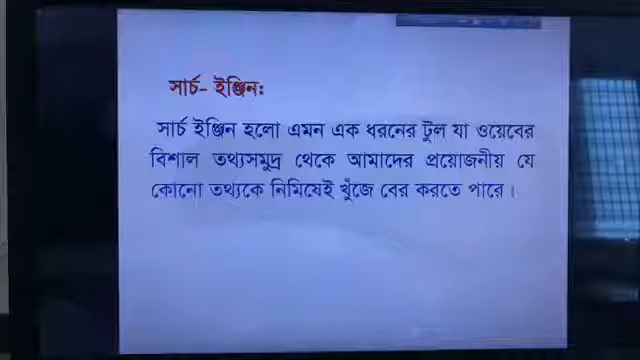 সার্চ- ইঞ্জিনঃ
সার্চ ইঞ্জিন হলো এমন এক ধরনের টুল যা ওয়েবের
বিশাল তথ্যসমুদ্র থেকে আমাদের প্রয়োজনীয় যে
কোনো তথ্যকে নিমিষেই খুঁজে বের করতে পারে।